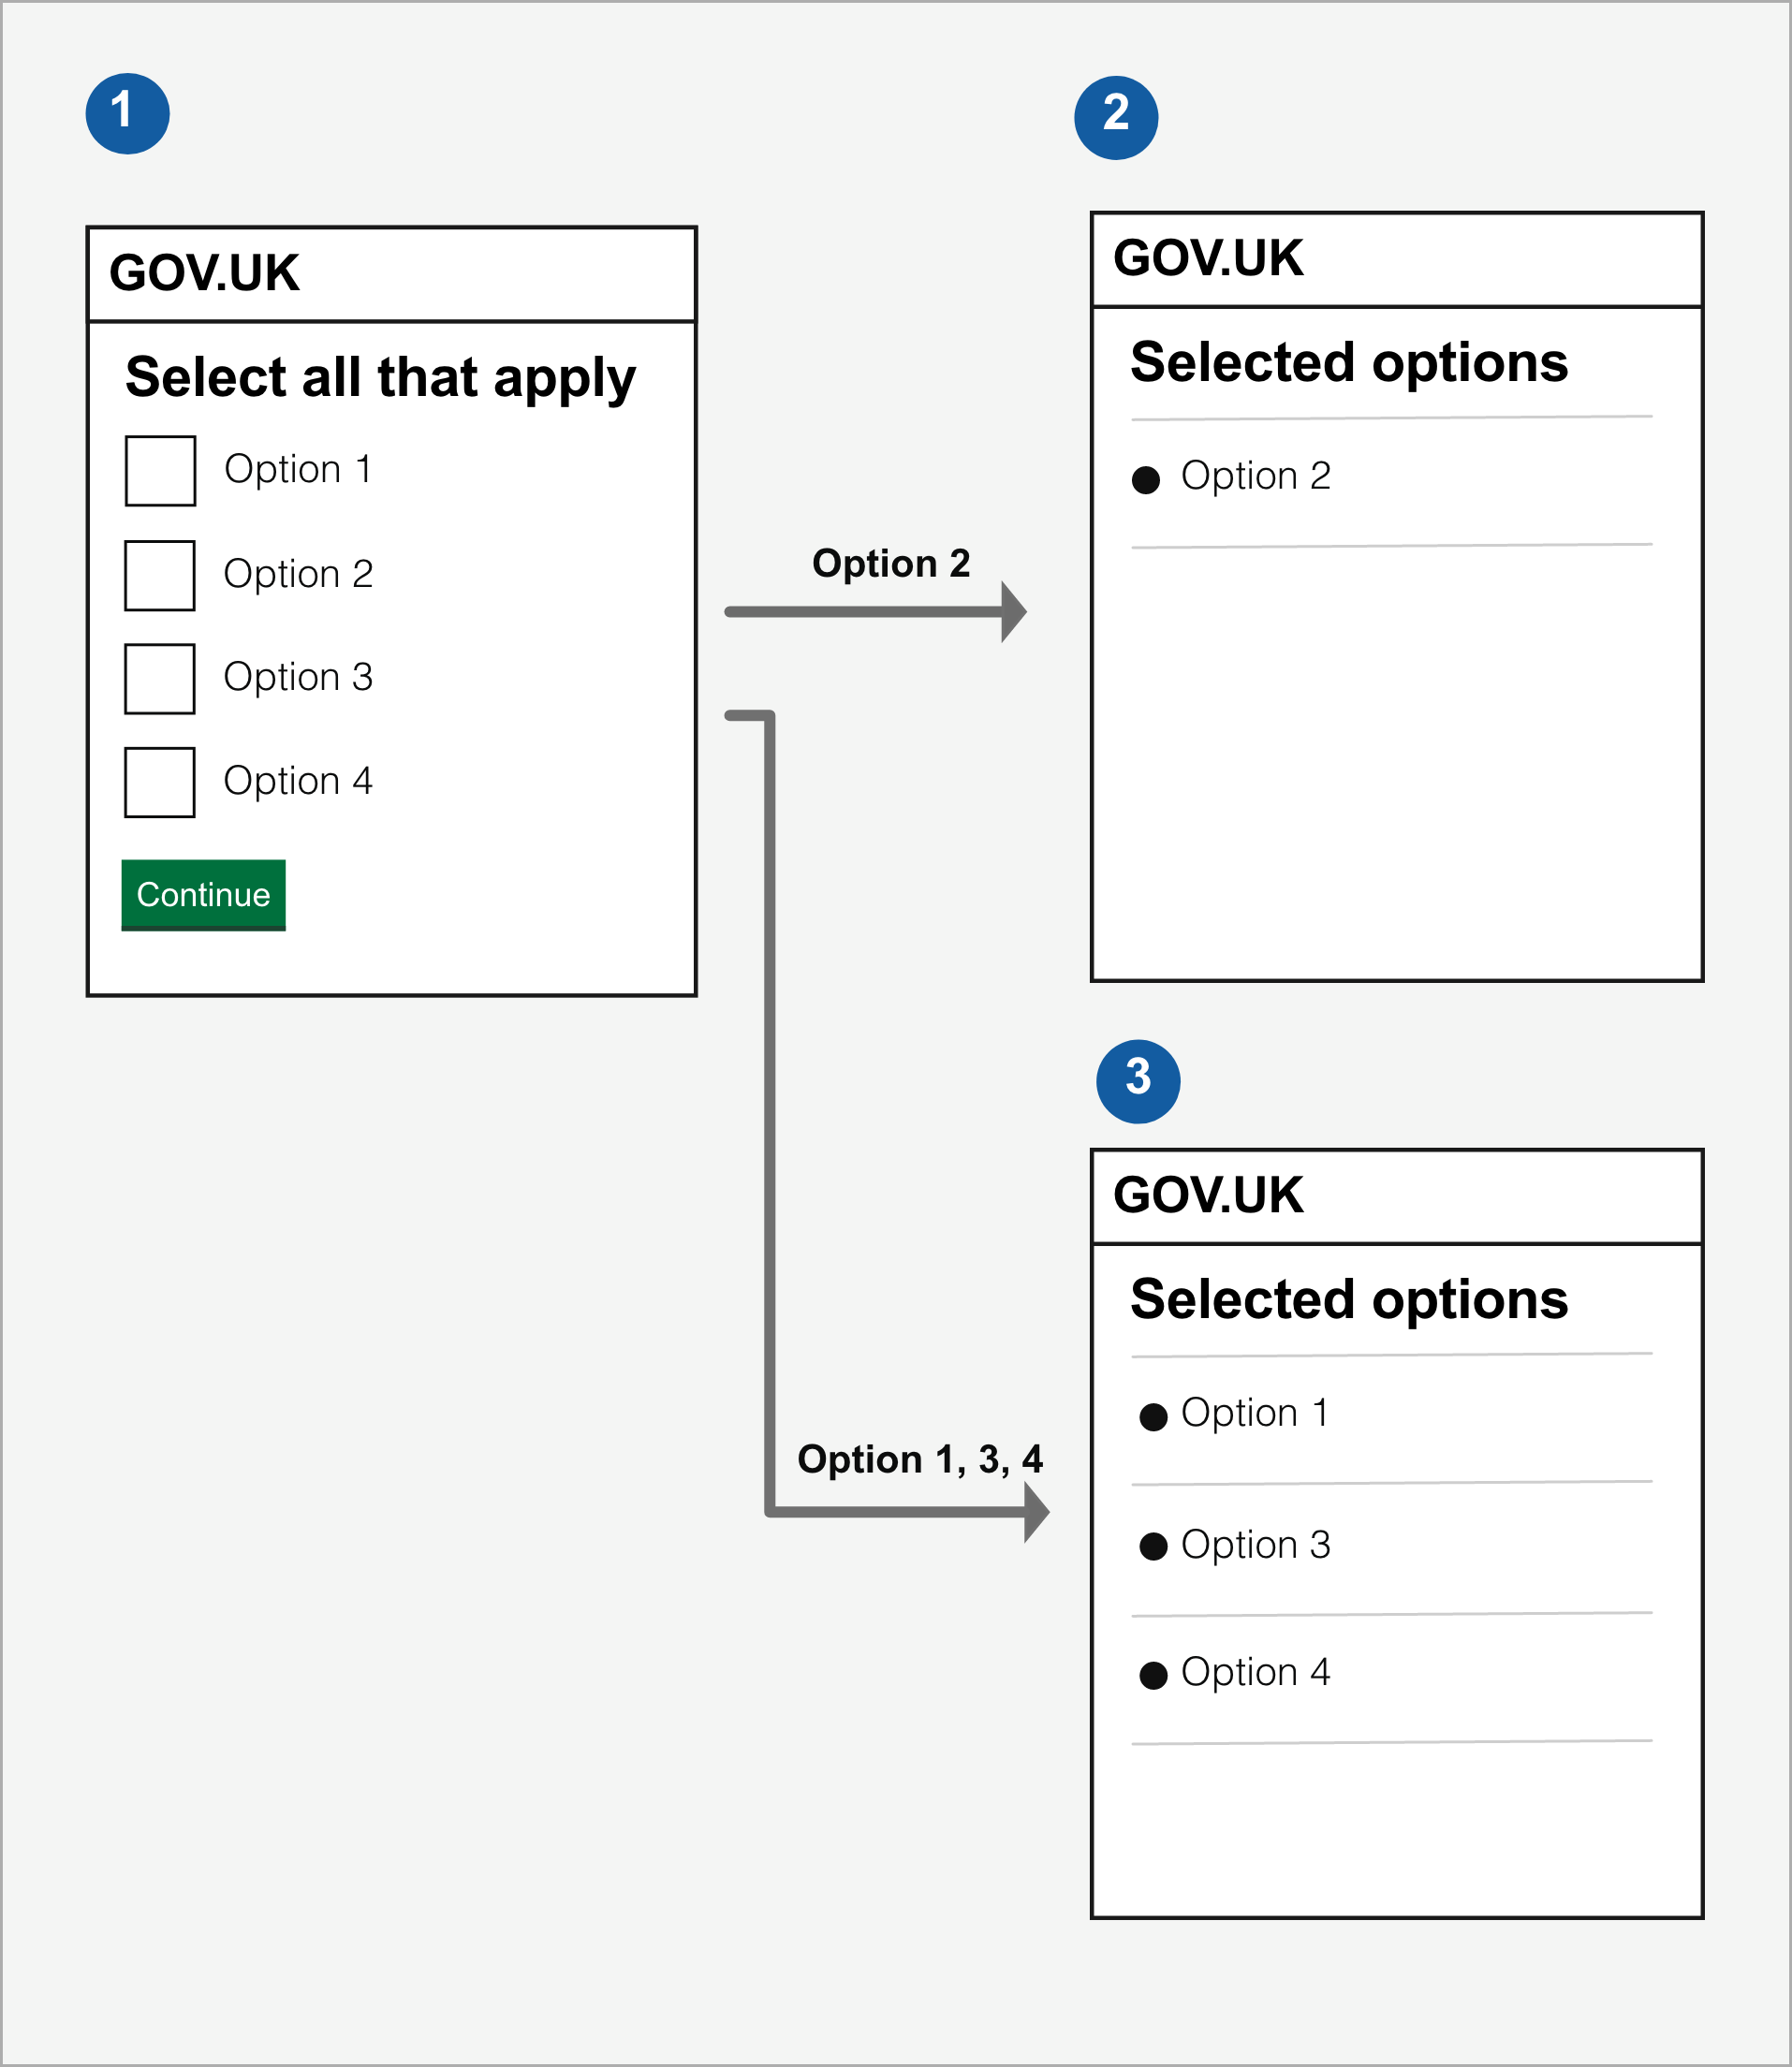 1
GOV.UK
Select all that apply
Option 1
Option 2
Option 3
Option 4
Continue
Option 2
2
GOV.UK
Selected options
Option 2
Option 1, 3, 4
3
GOV.UK
Selected options
Option 1
Option 3
Option 4